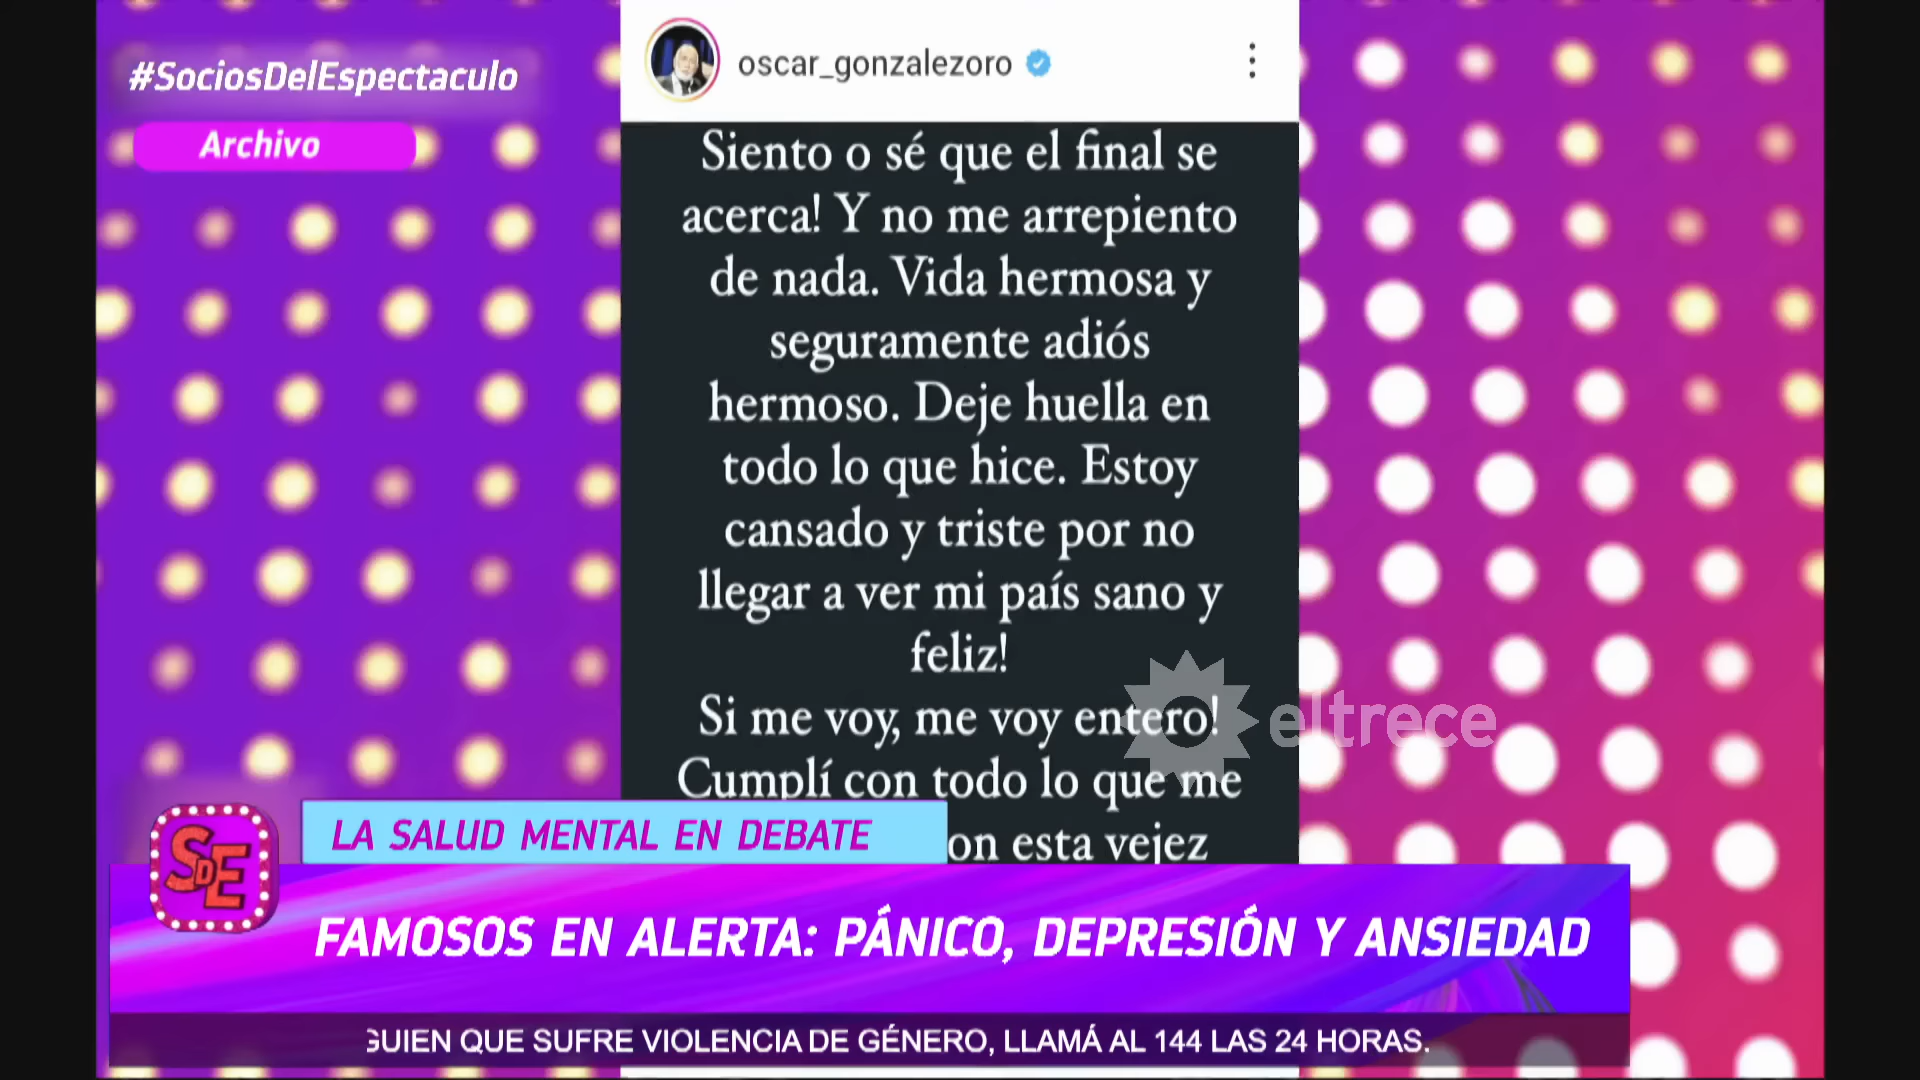 #SociosDelEspectaculo
Archivo
oscar_gonzalezoro
Siento o sé que el final se
acerca! Y no me arrepiento
de nada. Vida hermosa y
seguramente adiós
hermoso. Deje huella en
todo lo que hice. Estoy
cansado y triste por no
llegar a ver mi país sano y
feliz!
Si me voy, me voy entero!
Cumplí con todo lo que me
on esta vejez
eltrece
SDE
LA SALUD MENTAL EN DEBATE
FAMOSOS EN ALERTA: PÁNICO, DEPRESIÓN Y ANSIEDAD
GUIEN QUE SUFRE VIOLENCIA DE GÉNERO, LLAMÁ AL 144 LAS 24 HORAS.